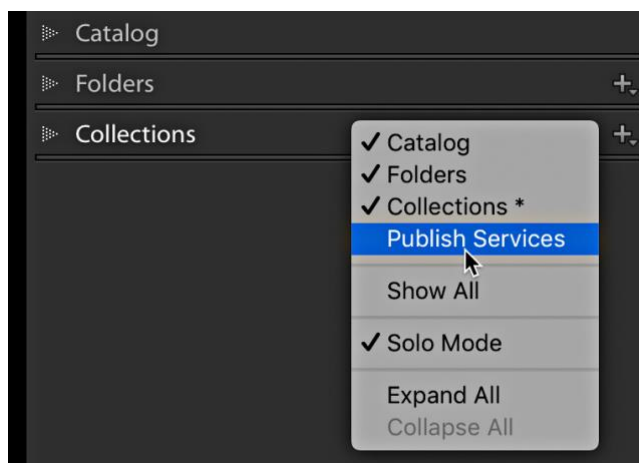 Catalog
Folders
Collections
✓ Catalog
✓ Folders
✓ Collections *
Publish Services
Show All
✓ Solo Mode
Expand All
Collapse All